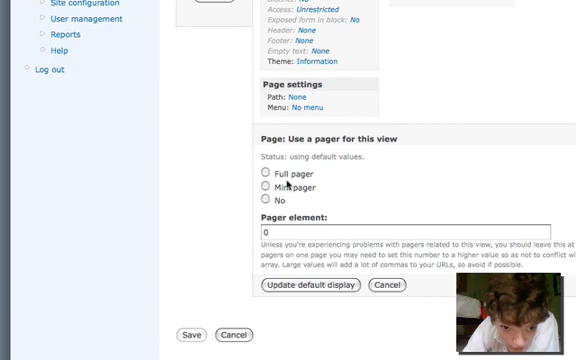 Site configuration
User management
Reports
Help
Log out
Access: Unrestricted
Exposed form in block: No
Header: None
Footer: None
Empty text: None
Theme: Information
Page settings
Path: None
Menu: No menu
Page: Use a pager for this view
Status: using default values.
Full pager
Mini pager
No
Pager element:
0
Unless you're experiencing problems with pagers related to this view, you should leave this at
pagers on one page you may need to set this number to a higher value so as not to conflict wi
array. Large values will add a lot of commas to your URLs, so avoid if possible.
Update default display
Cancel
Save
Cancel